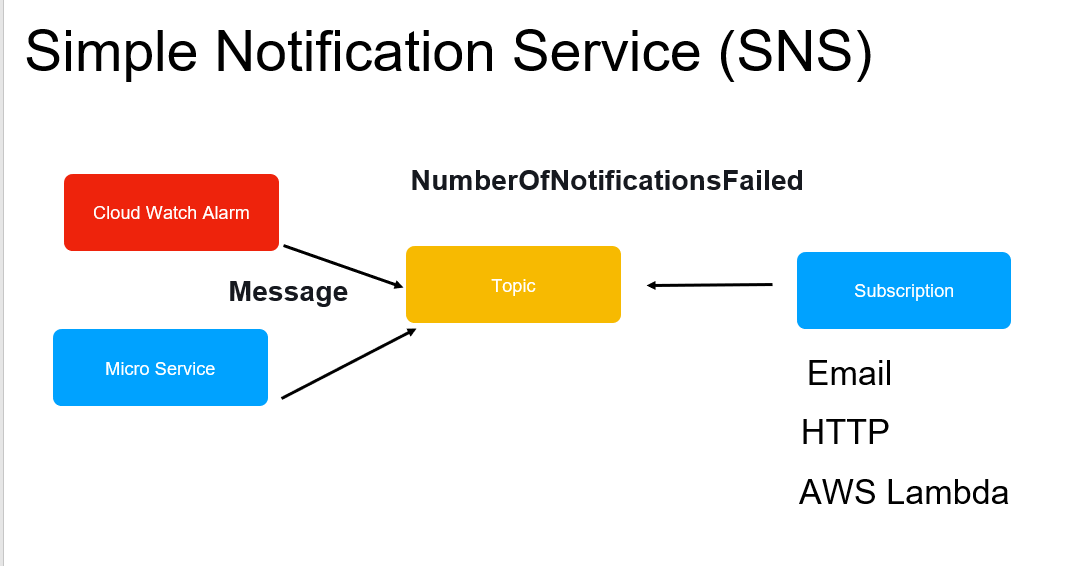 Simple Notification Service (SNS)
NumberOfNotificationsFailed
Cloud Watch Alarm
Message
Topic
Subscription
Micro Service
Email
HTTP
AWS Lambda